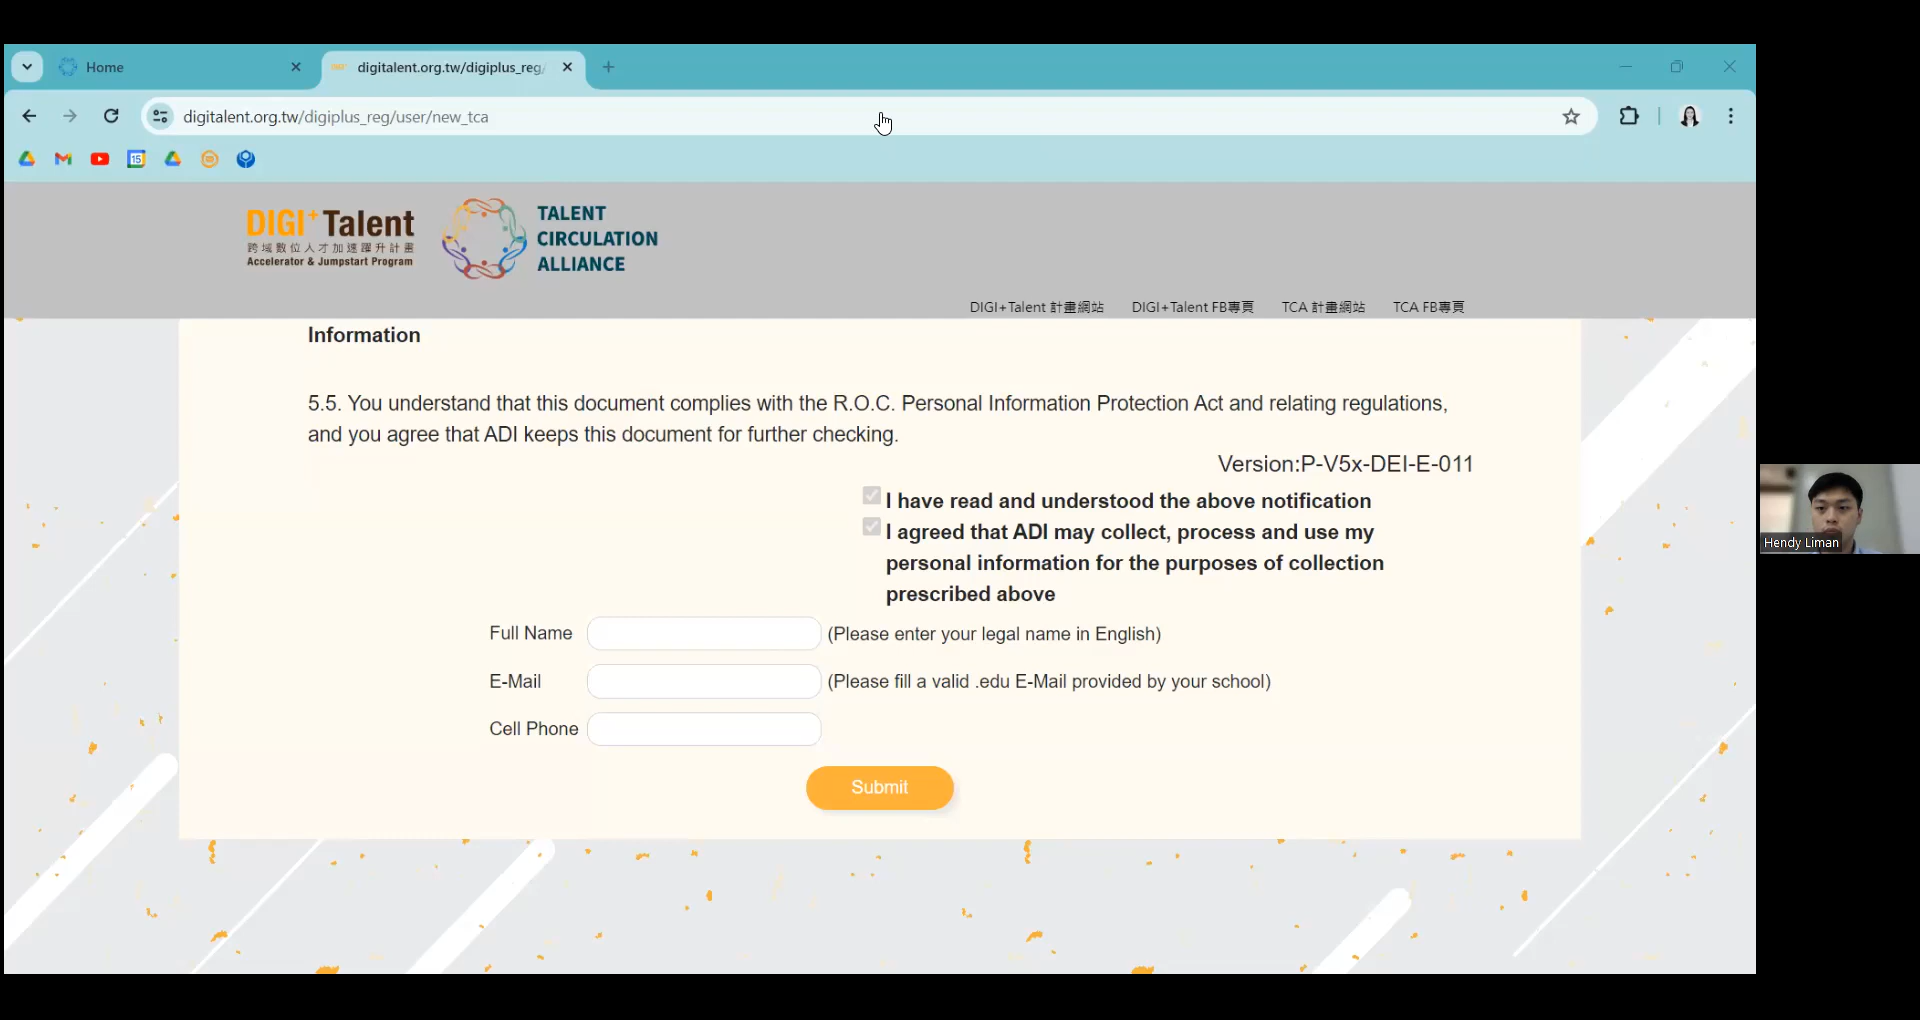 Home
digitalent.org.tw/digiplus_reg/
digitalent.org.tw/digiplus_reg/user/new_tca
15
DIGI+Talent
跨域數位人才加速躍升計畫
Accelerator & Jumpstart Program
TALENT
CIRCULATION
ALLIANCE
DIGI+Talent 計畫網站 DIGI+Talent FB專頁 TCA 計畫網站 TCA FB專頁
Information
5.5. You understand that this document complies with the R.O.C. Personal Information Protection Act and relating regulations,
and you agree that ADI keeps this document for further checking.
Version:P-V5x-DEI-E-011
I have read and understood the above notification
I agreed that ADI may collect, process and use my
personal information for the purposes of collection
prescribed above
Full Name (Please enter your legal name in English)
E-Mail (Please fill a valid .edu E-Mail provided by your school)
Cell Phone
Submit
Hendy Liman